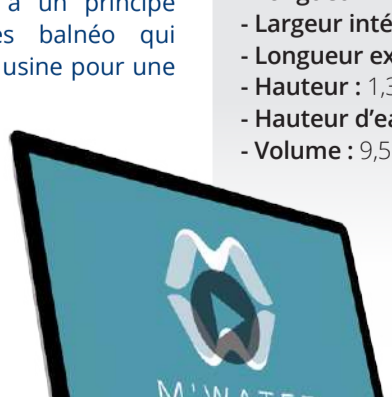 à un principe
balnéo qui
usine pour une
- Largeur inté
- Longueur ex
- Hauteur : 1,3
- Hauteur d'ea
- Volume : 9,5
M'WATER